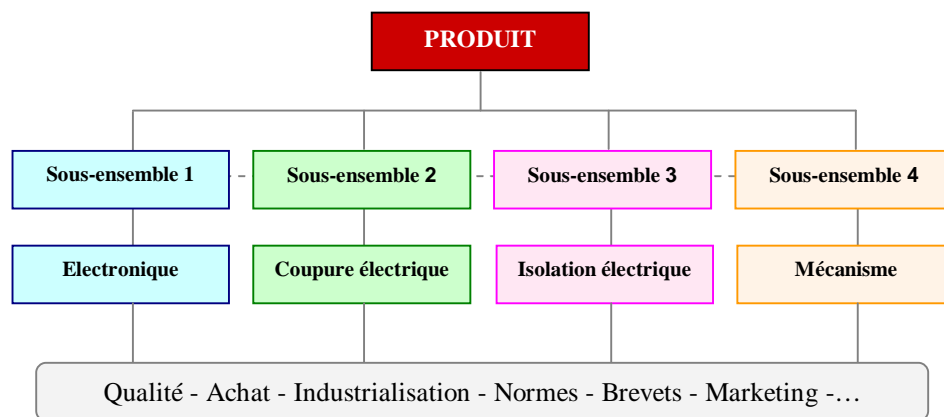 PRODUIT
Sous-ensemble 1
Sous-ensemble 2
Sous-ensemble 3
Sous-ensemble 4
Electronique
Coupure électrique
Isolation électrique
Mécanisme
Qualité - Achat - Industrialisation - Normes - Brevets - Marketing -…